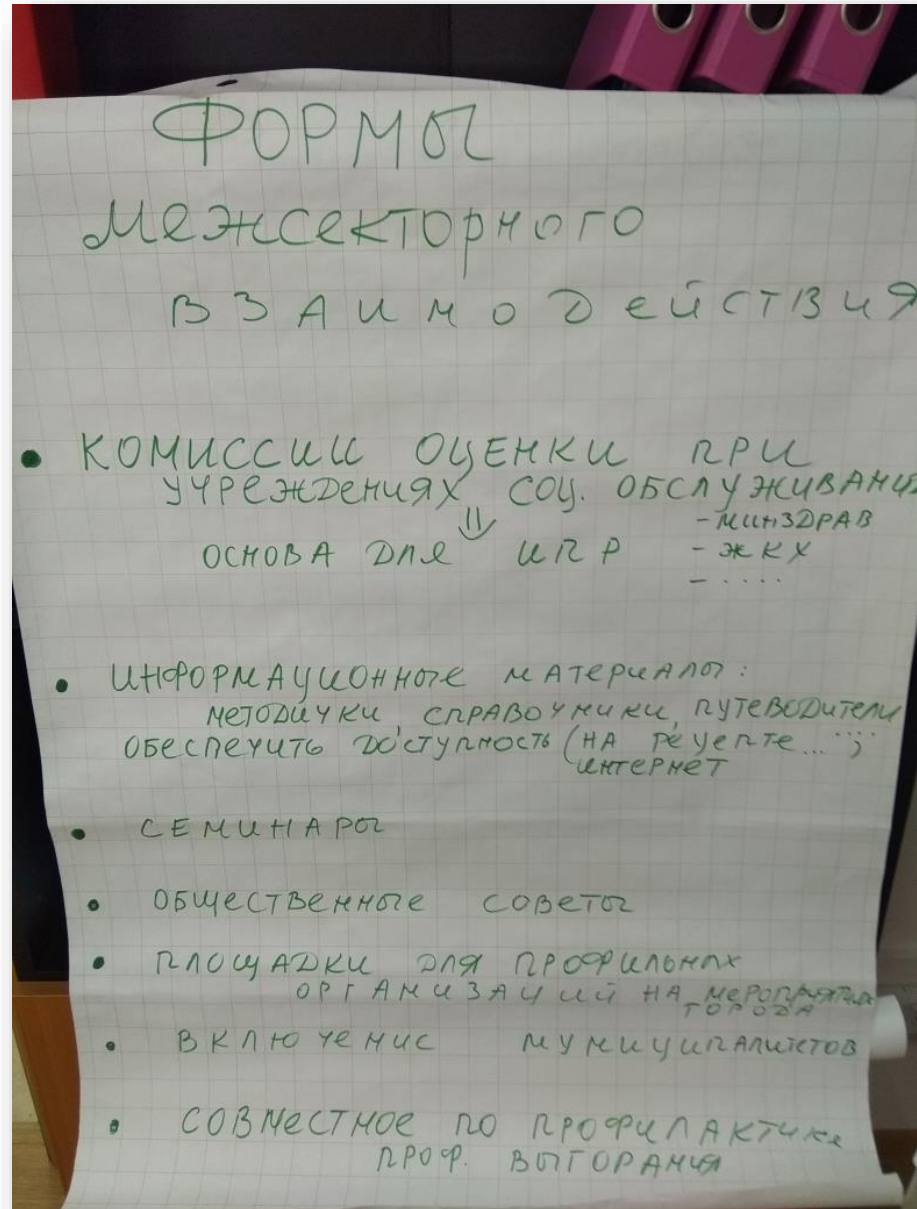 ФОРМЫ
МЕЖСЕКТОРНОГО
ВЗАИМОДЕЙСТВИЯ
• КОМИССИИ ОЦЕНКИ ПРИ
УЧРЕЖДЕНИЯХ СОЦ. ОБСЛУЖИВАНИЯ
⇓ - МИНЗДРАВ
ОСНОВА ДЛЯ ИПР - ЖКХ
- ....
• ИНФОРМАЦИОННЫЕ МАТЕРИАЛЫ:
МЕТОДИЧКИ, СПРАВОЧНИКИ, ПУТЕВОДИТЕЛИ ....
ОБЕСПЕЧИТЬ ДОСТУПНОСТЬ (НА РЕЦЕПТЕ...;
ИНТЕРНЕТ
• СЕМИНАРЫ
• ОБЩЕСТВЕННЫЕ СОВЕТЫ
• ПЛОЩАДКИ ДЛЯ ПРОФИЛЬНЫХ
ОРГАНИЗАЦИЙ НА МЕРОПРИЯТИЯХ
ГОРОДА
• ВКЛЮЧЕНИЕ МУНИЦИПАЛИТЕТОВ
• СОВМЕСТНОЕ ПО ПРОФИЛАКТИКЕ
ПРОФ. ВЫГОРАНИЯ